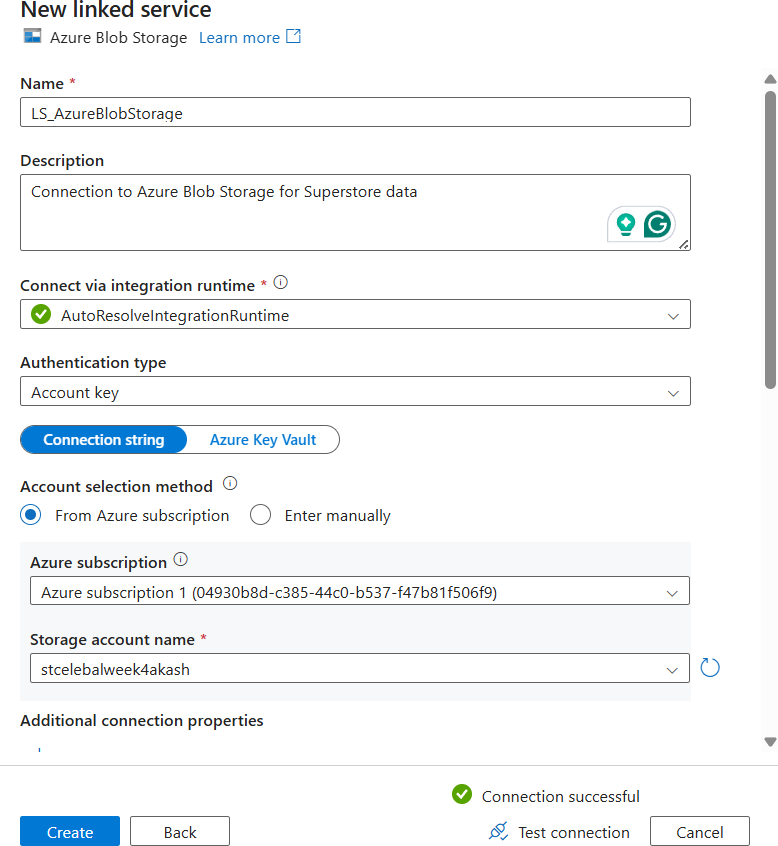 New linked service
Azure Blob Storage Learn more
Name *
LS_AzureBlobStorage
Description
Connection to Azure Blob Storage for Superstore data
Connect via integration runtime *
AutoResolveIntegrationRuntime
Authentication type
Account key
Connection string Azure Key Vault
Account selection method
From Azure subscription Enter manually
Azure subscription
Azure subscription 1 (04930b8d-c385-44c0-b537-f47b81f506f9)
Storage account name *
stcelebalweek4akash
Additional connection properties
Connection successful
Create Back Test connection Cancel